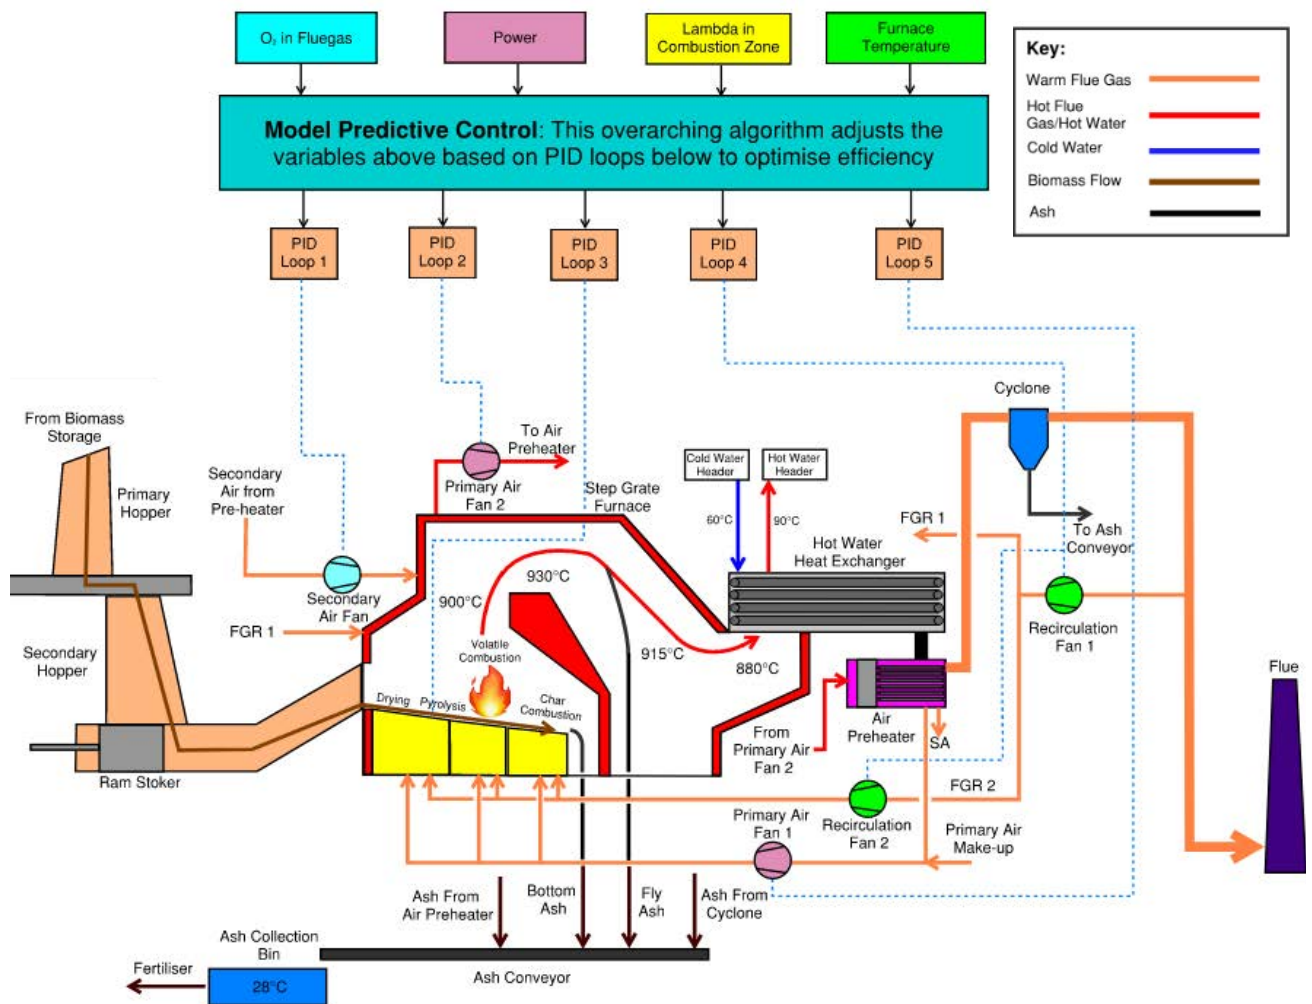 O₂ in Fluegas
Power
Lambda in
Combustion Zone
Furnace
Temperature
Key:
Warm Flue Gas
Hot Flue
Gas/Hot Water
Cold Water
Biomass Flow
Ash
Model Predictive Control: This overarching algorithm adjusts the
variables above based on PID loops below to optimise efficiency
PID
Loop 1
PID
Loop 2
PID
Loop 3
PID
Loop 4
PID
Loop 5
From Biomass
Storage
Primary
Hopper
Secondary
Air from
Pre-heater
To Air
Preheater
Primary Air
Fan 2
Step Grate
Furnace
Cold Water
Header
Hot Water
Header
60°C
90°C
Hot Water
Heat Exchanger
Cyclone
To Ash
Conveyor
FGR 1
Recirculation
Fan 1
Flue
Secondary
Air Fan
FGR 1
Secondary
Hopper
Ram Stoker
900°C
930°C
915°C
880°C
Volatile
Combustion
Drying
Pyrolysis
Char
Combustion
Air
Preheater
SA
From
Primary Air
Fan 2
FGR 2
Recirculation
Fan 2
Primary Air
Fan 1
Primary Air
Make-up
Ash From
Air Preheater
Bottom
Ash
Fly
Ash
Ash From
Cyclone
Ash Conveyor
Ash Collection
Bin
28°C
Fertiliser